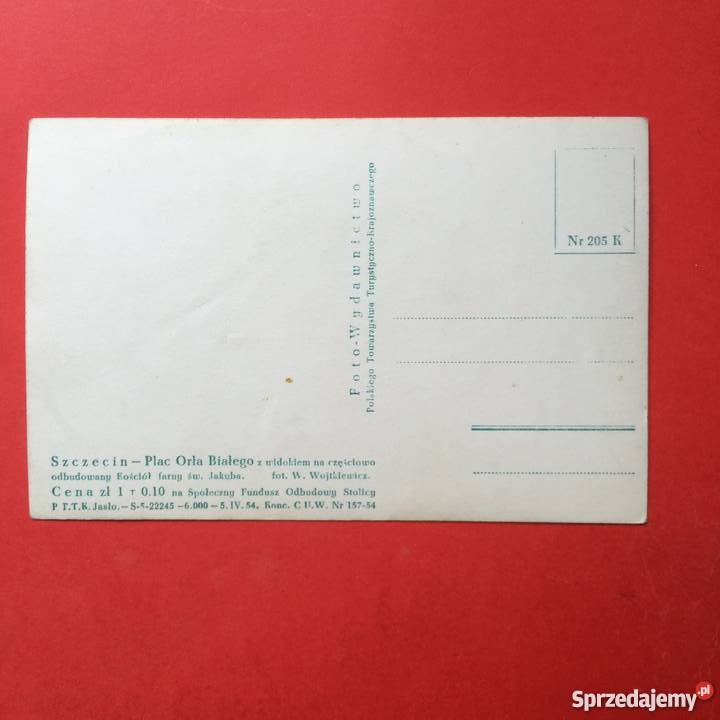 Szczecin — Plac Orła Białego z widokiem na częściowo
odbudowany Kościół farny św. Jakuba. fot. W. Wojtkiewicz.
Cena zł 1 + 0.10 na Społeczny Fundusz Odbudowy Stolicy
P T.T.K. Jasło. — S-5-22245 — 6.000 — 5.IV.54. Konc. C U.W. Nr 157-54
Foto-Wydawnictwo
Polskiego Towarzystwa Turystyczno-Krajoznawczego
Nr 205 K
Sprzedajemy.pl